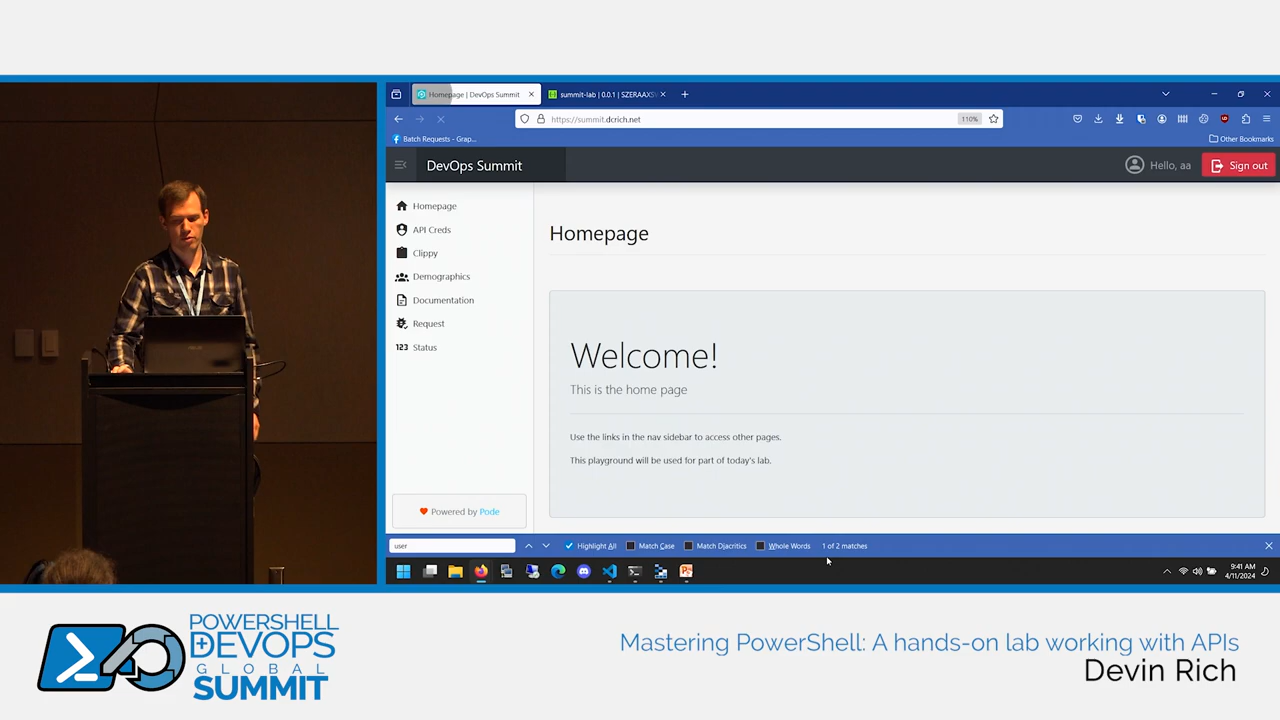 Homepage | DevOps Summit
summit-lab | 0.0.1 | SZERAAXS
https://summit.dcrich.net
110%
Batch Requests - Grap...
Other Bookmarks
DevOps Summit
Hello, aa
Sign out
Homepage
API Creds
Clippy
Demographics
Documentation
Request
Status
Powered by Pode
Homepage
Welcome!
This is the home page
Use the links in the nav sidebar to access other pages.
This playground will be used for part of today's lab.
user
Highlight All
Match Case
Match Diacritics
Whole Words
1 of 2 matches
9:41 AM
4/11/2024
POWERSHELL
DEVOPS
GLOBAL
SUMMIT
Mastering PowerShell: A hands-on lab working with APIs
Devin Rich